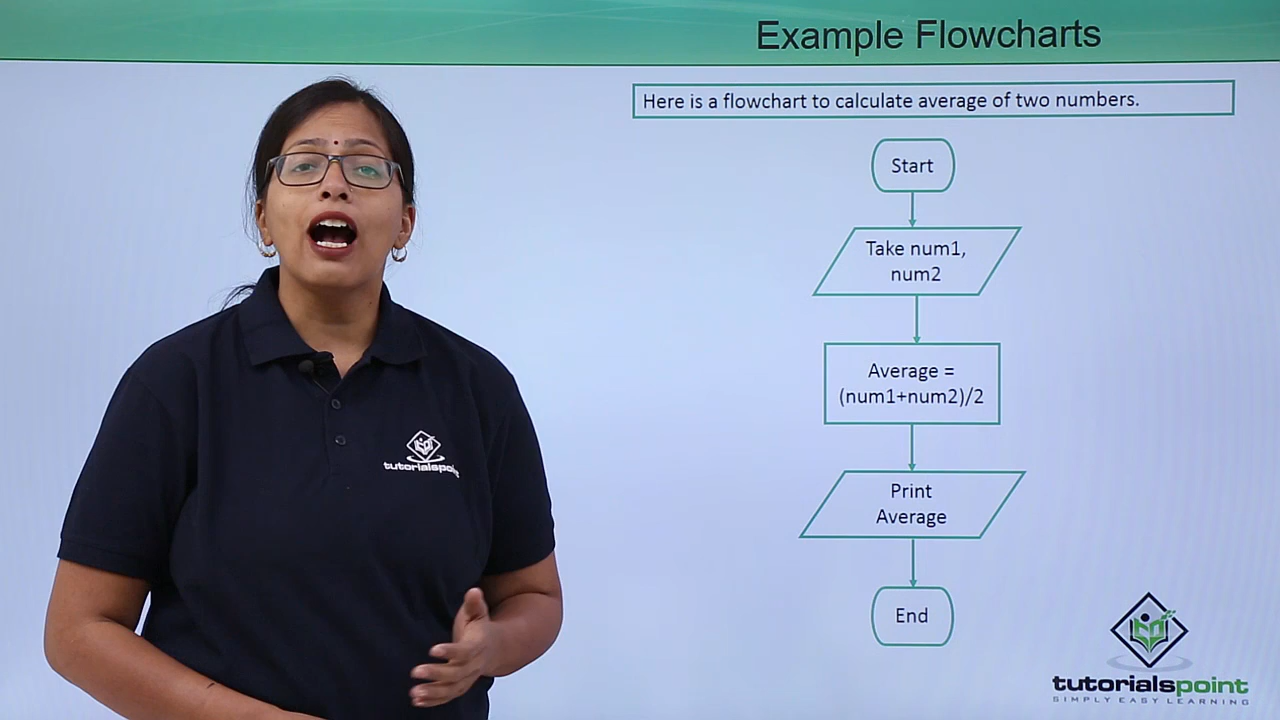 Example Flowcharts
Here is a flowchart to calculate average of two numbers.
Start
Take num1,
num2
Average =
(num1+num2)/2
Print
Average
End
tutorialspoint
tutorialspoint
SIMPLY EASY LEARNING